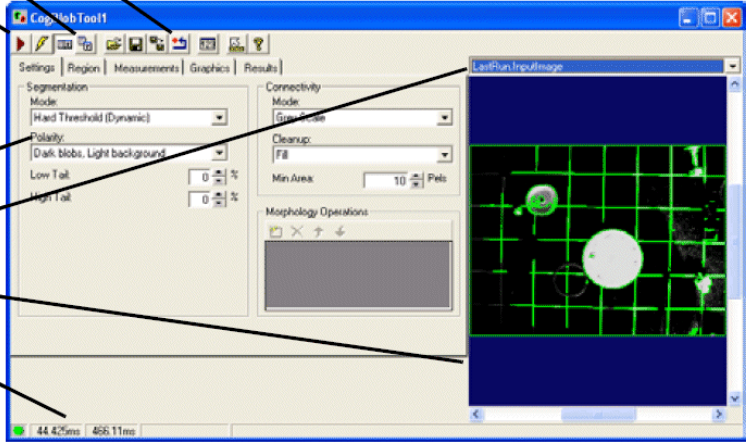 CogBlobTool1
Settings Region Measurements Graphics Results
LastRun.InputImage
Segmentation
Mode:
Hard Threshold (Dynamic)
Polarity:
Dark blobs, Light background
Low Tail: 0 %
High Tail: 0 %
Connectivity
Mode:
Grey Scale
Cleanup:
Fill
Min Area: 10 Pels
Morphology Operations
44.425ms 466.11ms